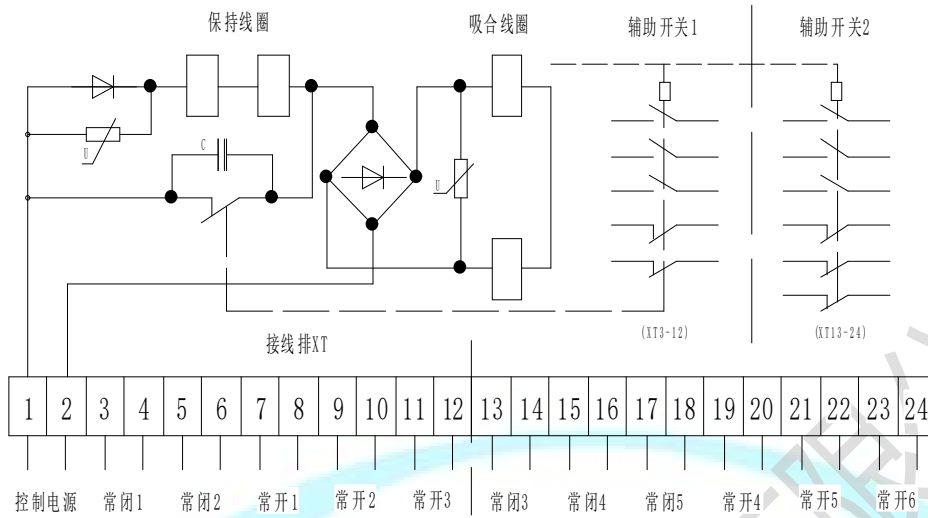 保持线圈
吸合线圈
辅助开关1
辅助开关2
U
C
U
(XT3-12)
(XT13-24)
接线排XT
1 2 3 4 5 6 7 8 9 10 11 12 13 14 15 16 17 18 19 20 21 22 23 24
控制电源 常闭1 常闭2 常开1 常开2 常开3 常闭3 常闭4 常闭5 常开4 常开5 常开6
限公